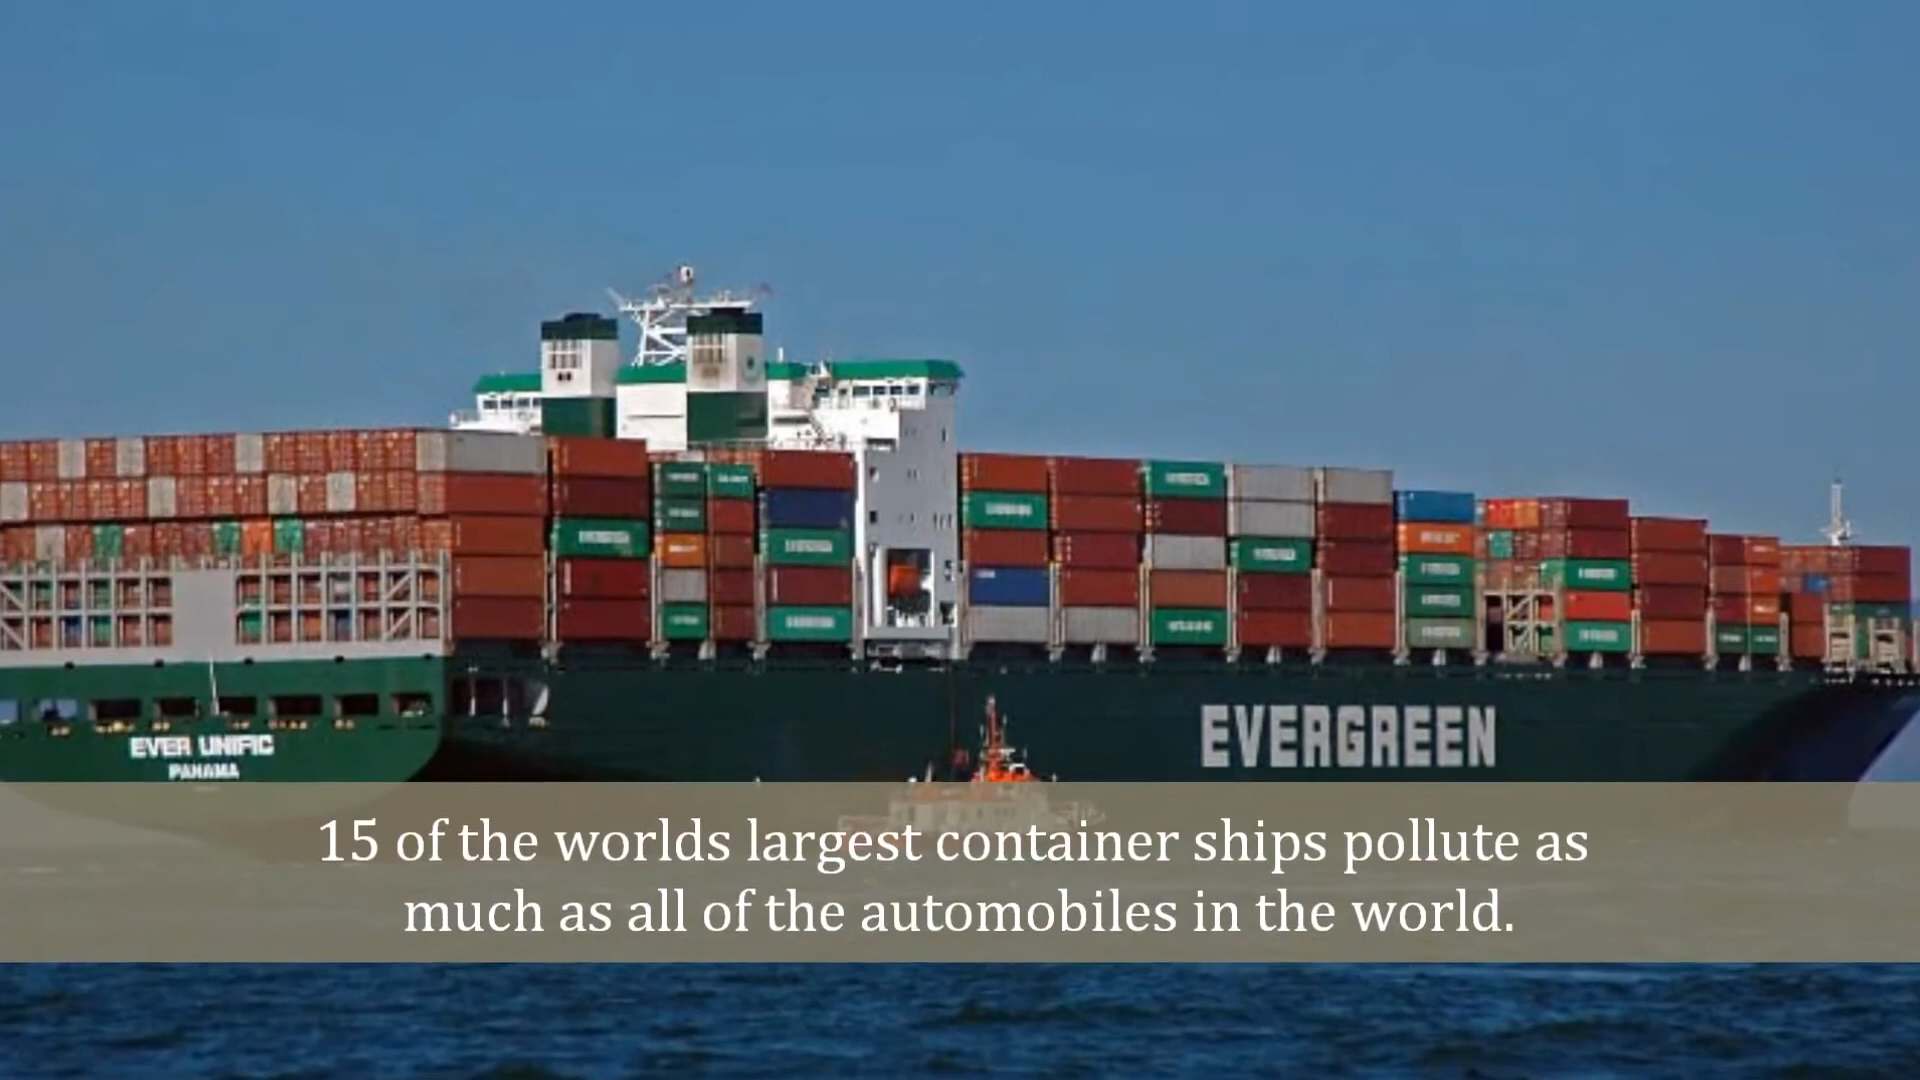 EVERGREEN
EVER UNIFIC
PANAMA
15 of the worlds largest container ships pollute as
much as all of the automobiles in the world.